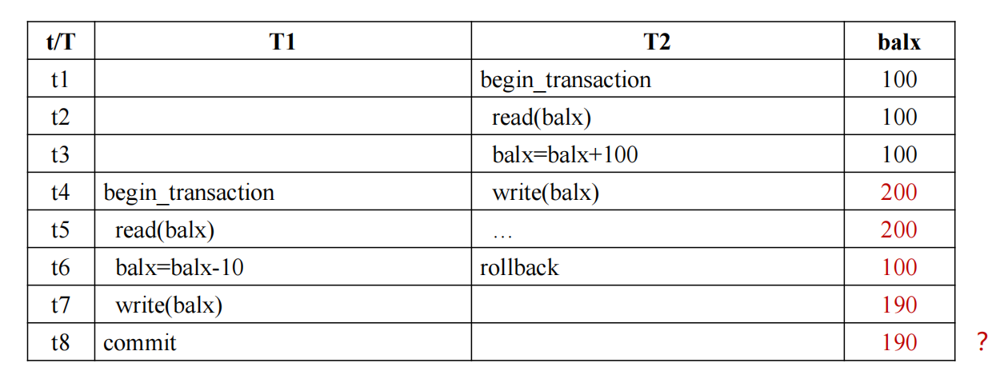 t/T T1 T2 balx
t1 begin_transaction 100
t2 read(balx) 100
t3 balx=balx+100 100
t4 begin_transaction write(balx) 200
t5 read(balx) … 200
t6 balx=balx-10 rollback 100
t7 write(balx) 190
t8 commit 190 ?